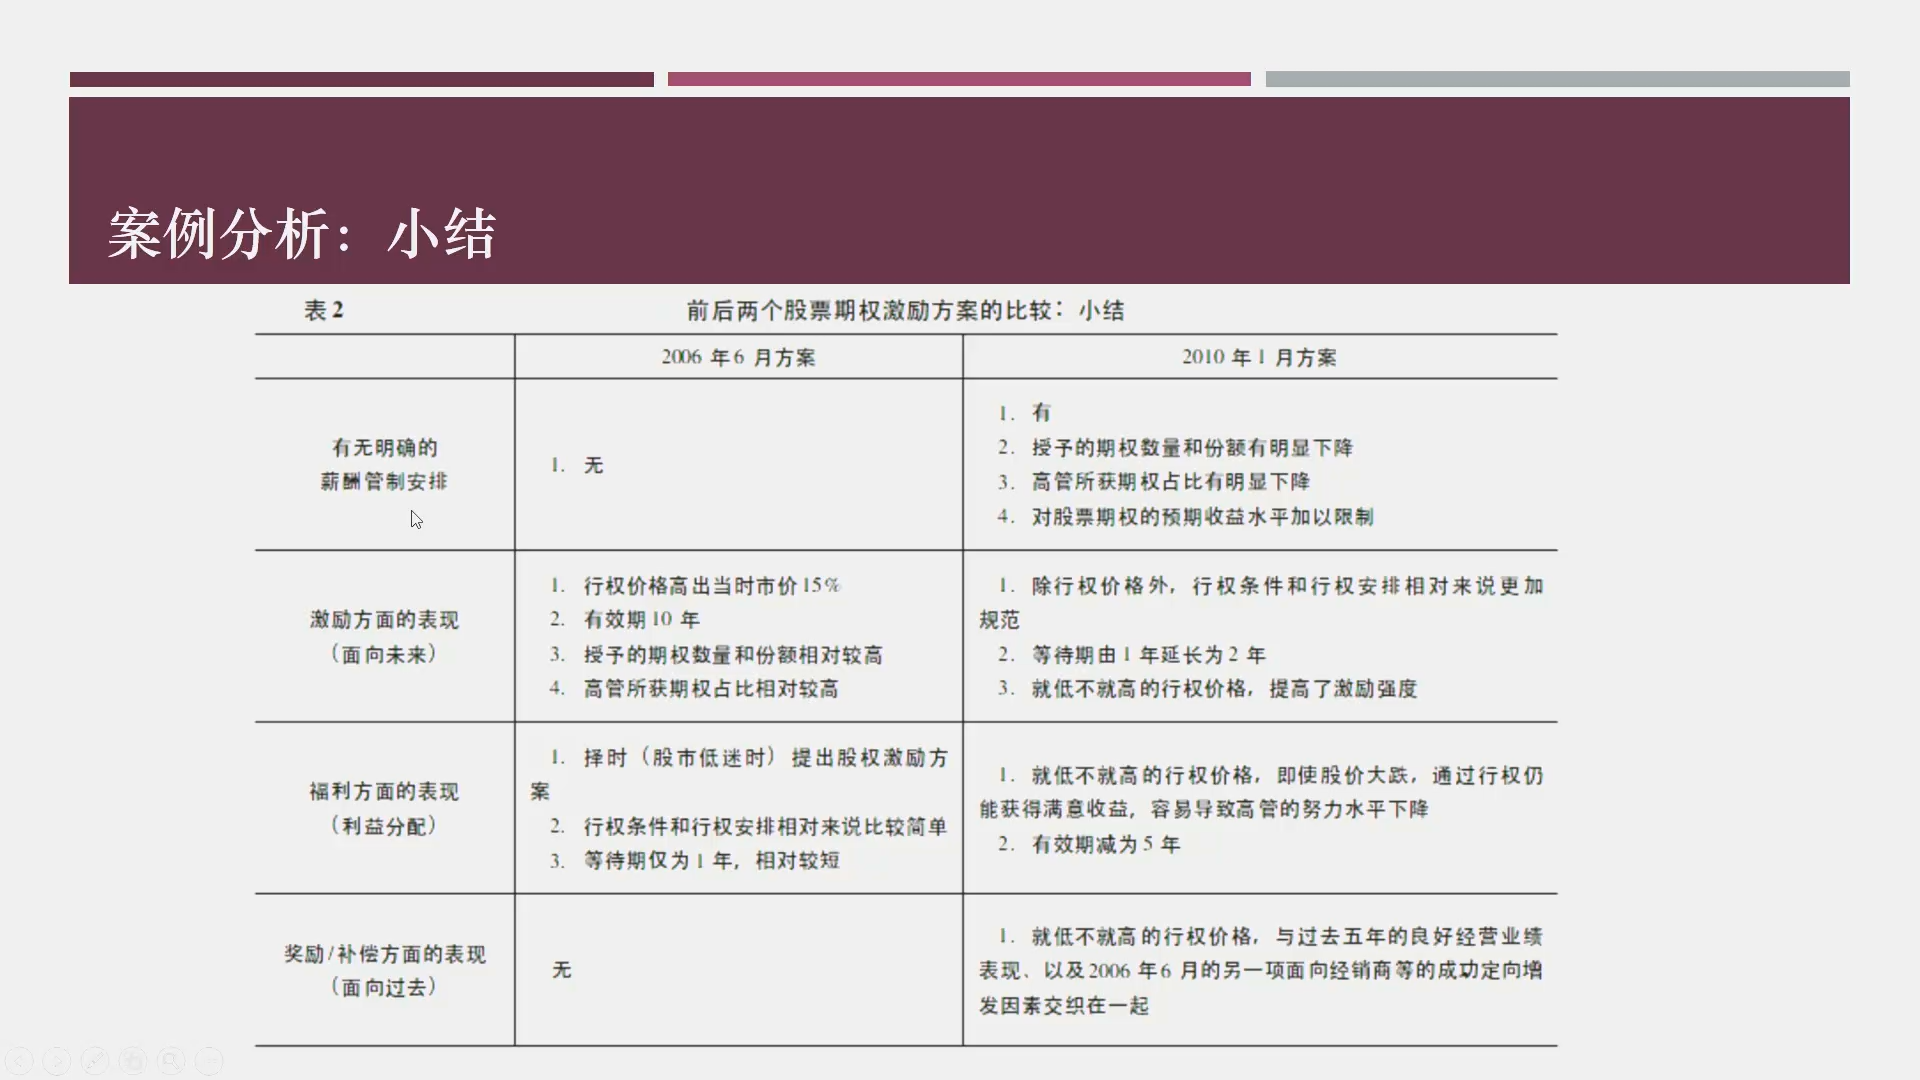 案例分析：小结
表2 前后两个股票期权激励方案的比较：小结
2006 年 6 月方案
2010 年 1 月方案
有无明确的
薪酬管制安排
1. 无
1. 有
2. 授予的期权数量和份额有明显下降
3. 高管所获期权占比有明显下降
4. 对股票期权的预期收益水平加以限制
激励方面的表现
（面向未来）
1. 行权价格高出当时市价 15%
2. 有效期 10 年
3. 授予的期权数量和份额相对较高
4. 高管所获期权占比相对较高
1. 除行权价格外，行权条件和行权安排相对来说更加
规范
2. 等待期由 1 年延长为 2 年
3. 就低不就高的行权价格，提高了激励强度
福利方面的表现
（利益分配）
1. 择时（股市低迷时）提出股权激励方
案
2. 行权条件和行权安排相对来说比较简单
3. 等待期仅为 1 年，相对较短
1. 就低不就高的行权价格，即使股价大跌，通过行权仍
能获得满意收益，容易导致高管的努力水平下降
2. 有效期减为 5 年
奖励/补偿方面的表现
（面向过去）
无
1. 就低不就高的行权价格，与过去五年的良好经营业绩
表现、以及2006 年 6 月的另一项面向经销商等的成功定向增
发因素交织在一起